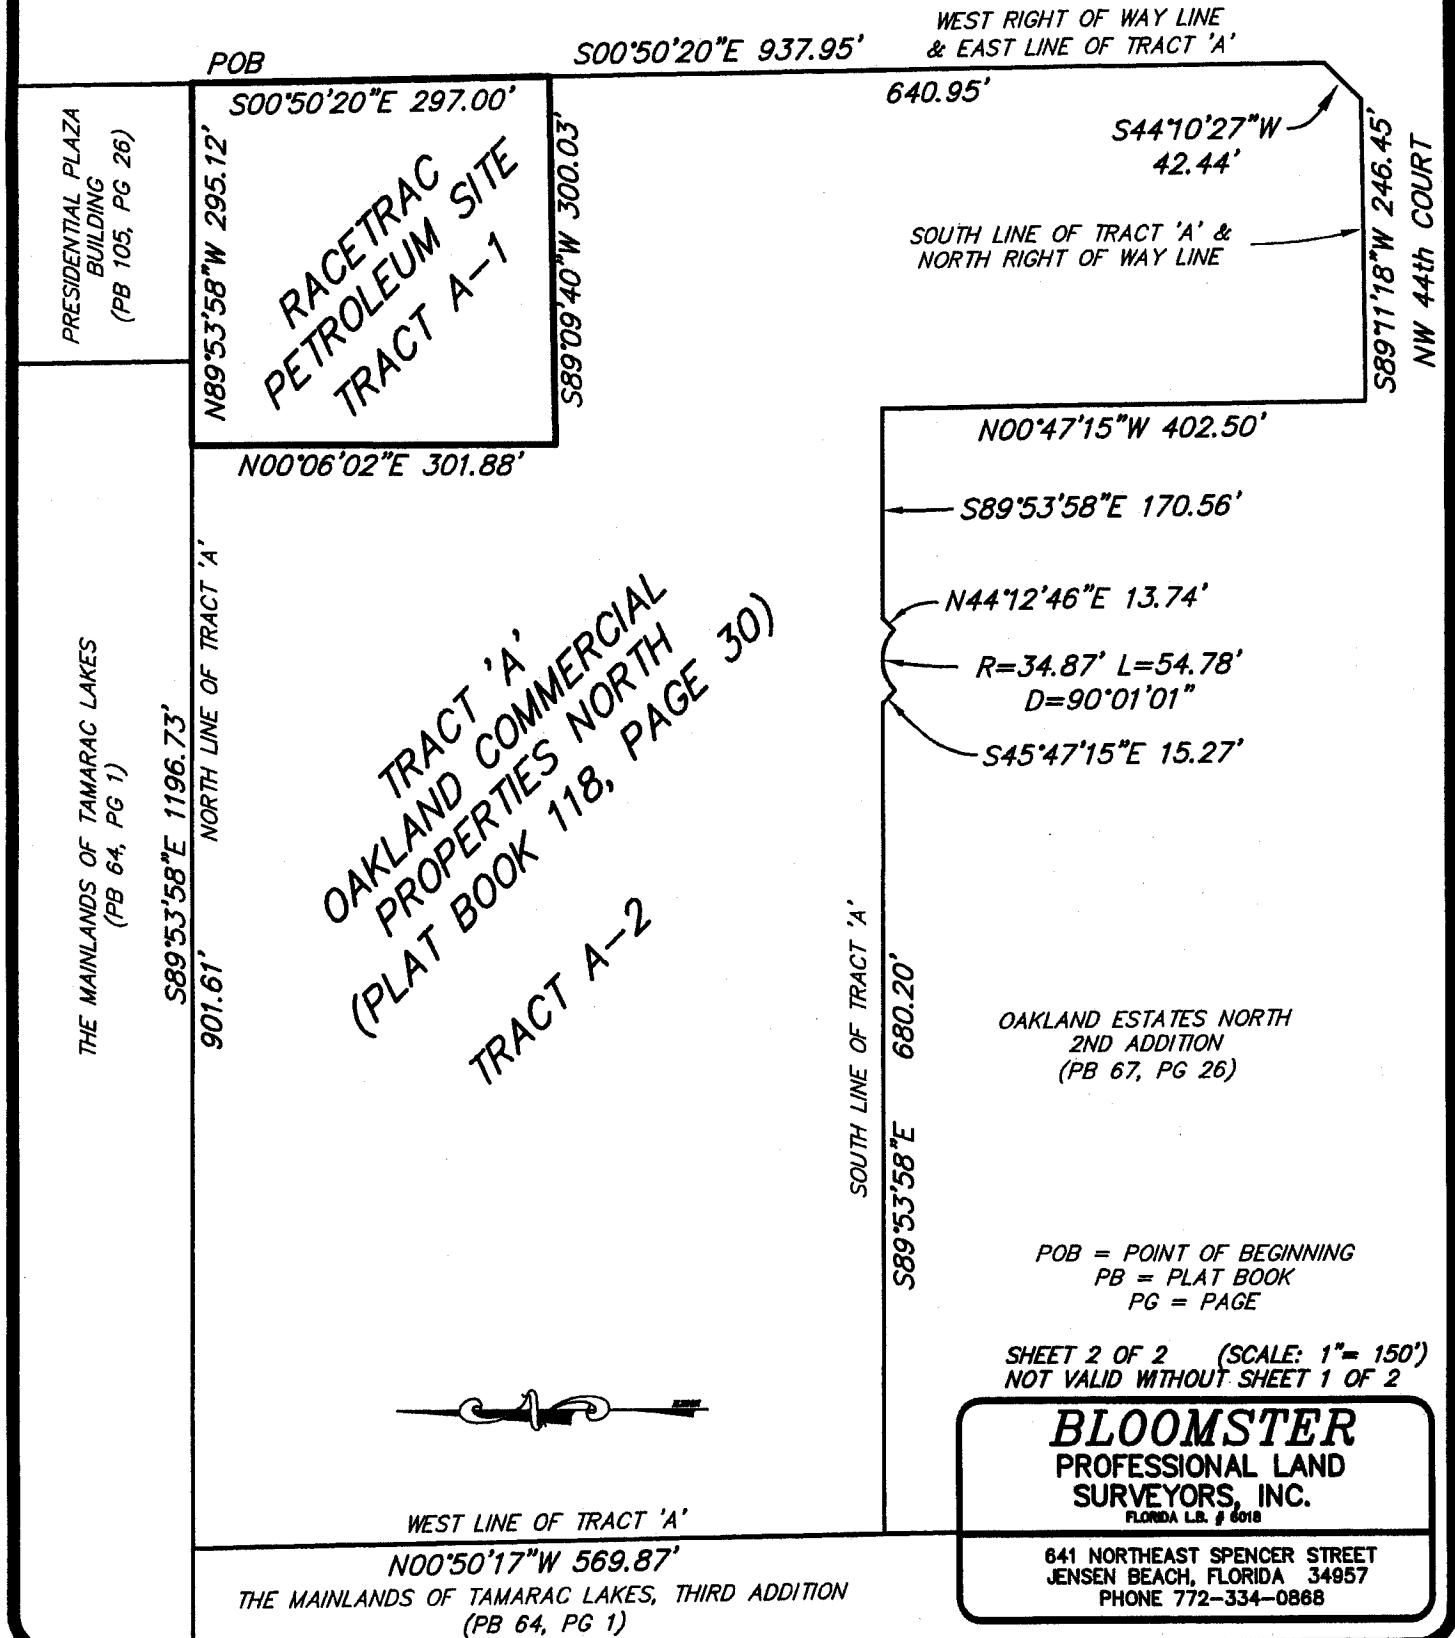 WEST RIGHT OF WAY LINE
& EAST LINE OF TRACT 'A'
POB
S00°50'20"E 937.95'
S00°50'20"E 297.00'
640.95'
S44°10'27"W
42.44'
PRESIDENTIAL PLAZA
BUILDING
(PB 105, PG 26)
N89°53'58"W 295.12'
RACETRAC
PETROLEUM SITE
TRACT A-1
S89°09'40"W 300.03'
SOUTH LINE OF TRACT 'A' &
NORTH RIGHT OF WAY LINE
S89°11'18"W 246.45'
NW 44th COURT
N00°06'02"E 301.88'
N00°47'15"W 402.50'
S89°53'58"E 170.56'
N44°12'46"E 13.74'
R=34.87' L=54.78'
D=90°01'01"
S45°47'15"E 15.27'
THE MAINLANDS OF TAMARAC LAKES
(PB 64, PG 1)
S89°53'58"E 1196.73'
NORTH LINE OF TRACT 'A'
901.61'
TRACT 'A'
OAKLAND COMMERCIAL
PROPERTIES NORTH
(PLAT BOOK 118, PAGE 30)
TRACT A-2
SOUTH LINE OF TRACT 'A'
S89°53'58"E 680.20'
OAKLAND ESTATES NORTH
2ND ADDITION
(PB 67, PG 26)
POB = POINT OF BEGINNING
PB = PLAT BOOK
PG = PAGE
SHEET 2 OF 2 (SCALE: 1"= 150')
NOT VALID WITHOUT SHEET 1 OF 2
BLOOMSTER
PROFESSIONAL LAND
SURVEYORS, INC.
FLORIDA L.B. # 6018
641 NORTHEAST SPENCER STREET
JENSEN BEACH, FLORIDA 34957
PHONE 772-334-0868
WEST LINE OF TRACT 'A'
N00°50'17"W 569.87'
THE MAINLANDS OF TAMARAC LAKES, THIRD ADDITION
(PB 64, PG 1)